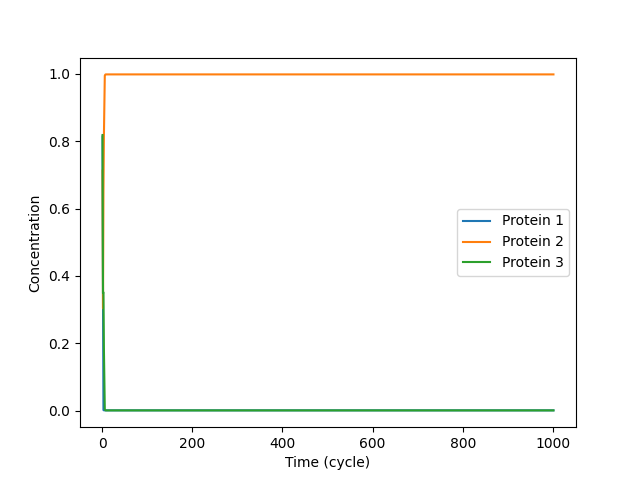 1.0
0.8
0.6
0.4
0.2
0.0
Concentration
Protein 1
Protein 2
Protein 3
0
200
400
600
800
1000
Time (cycle)